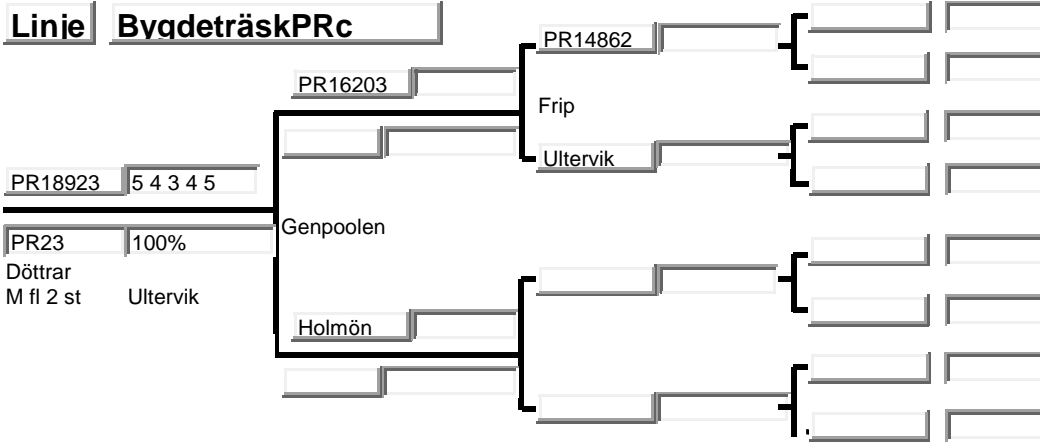 Linje BygdeträskPRc
PR14862
PR16203
Frip
Ultervik
PR18923 5 4 3 4 5
Genpoolen
PR23 100%
Döttrar
M fl 2 st Ultervik
Holmön